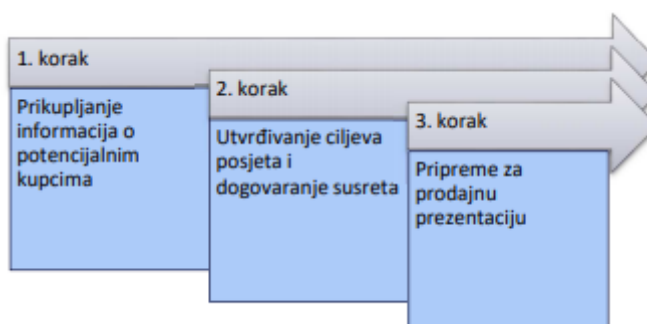 1. korak
Prikupljanje
informacija o
potencijalnim
kupcima
2. korak
Utvrđivanje ciljeva
posjeta i
dogovaranje susreta
3. korak
Pripreme za
prodajnu
prezentaciju